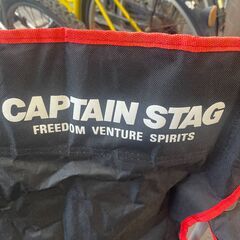 CAPTAIN STAG
FREEDOM VENTURE SPIRITS